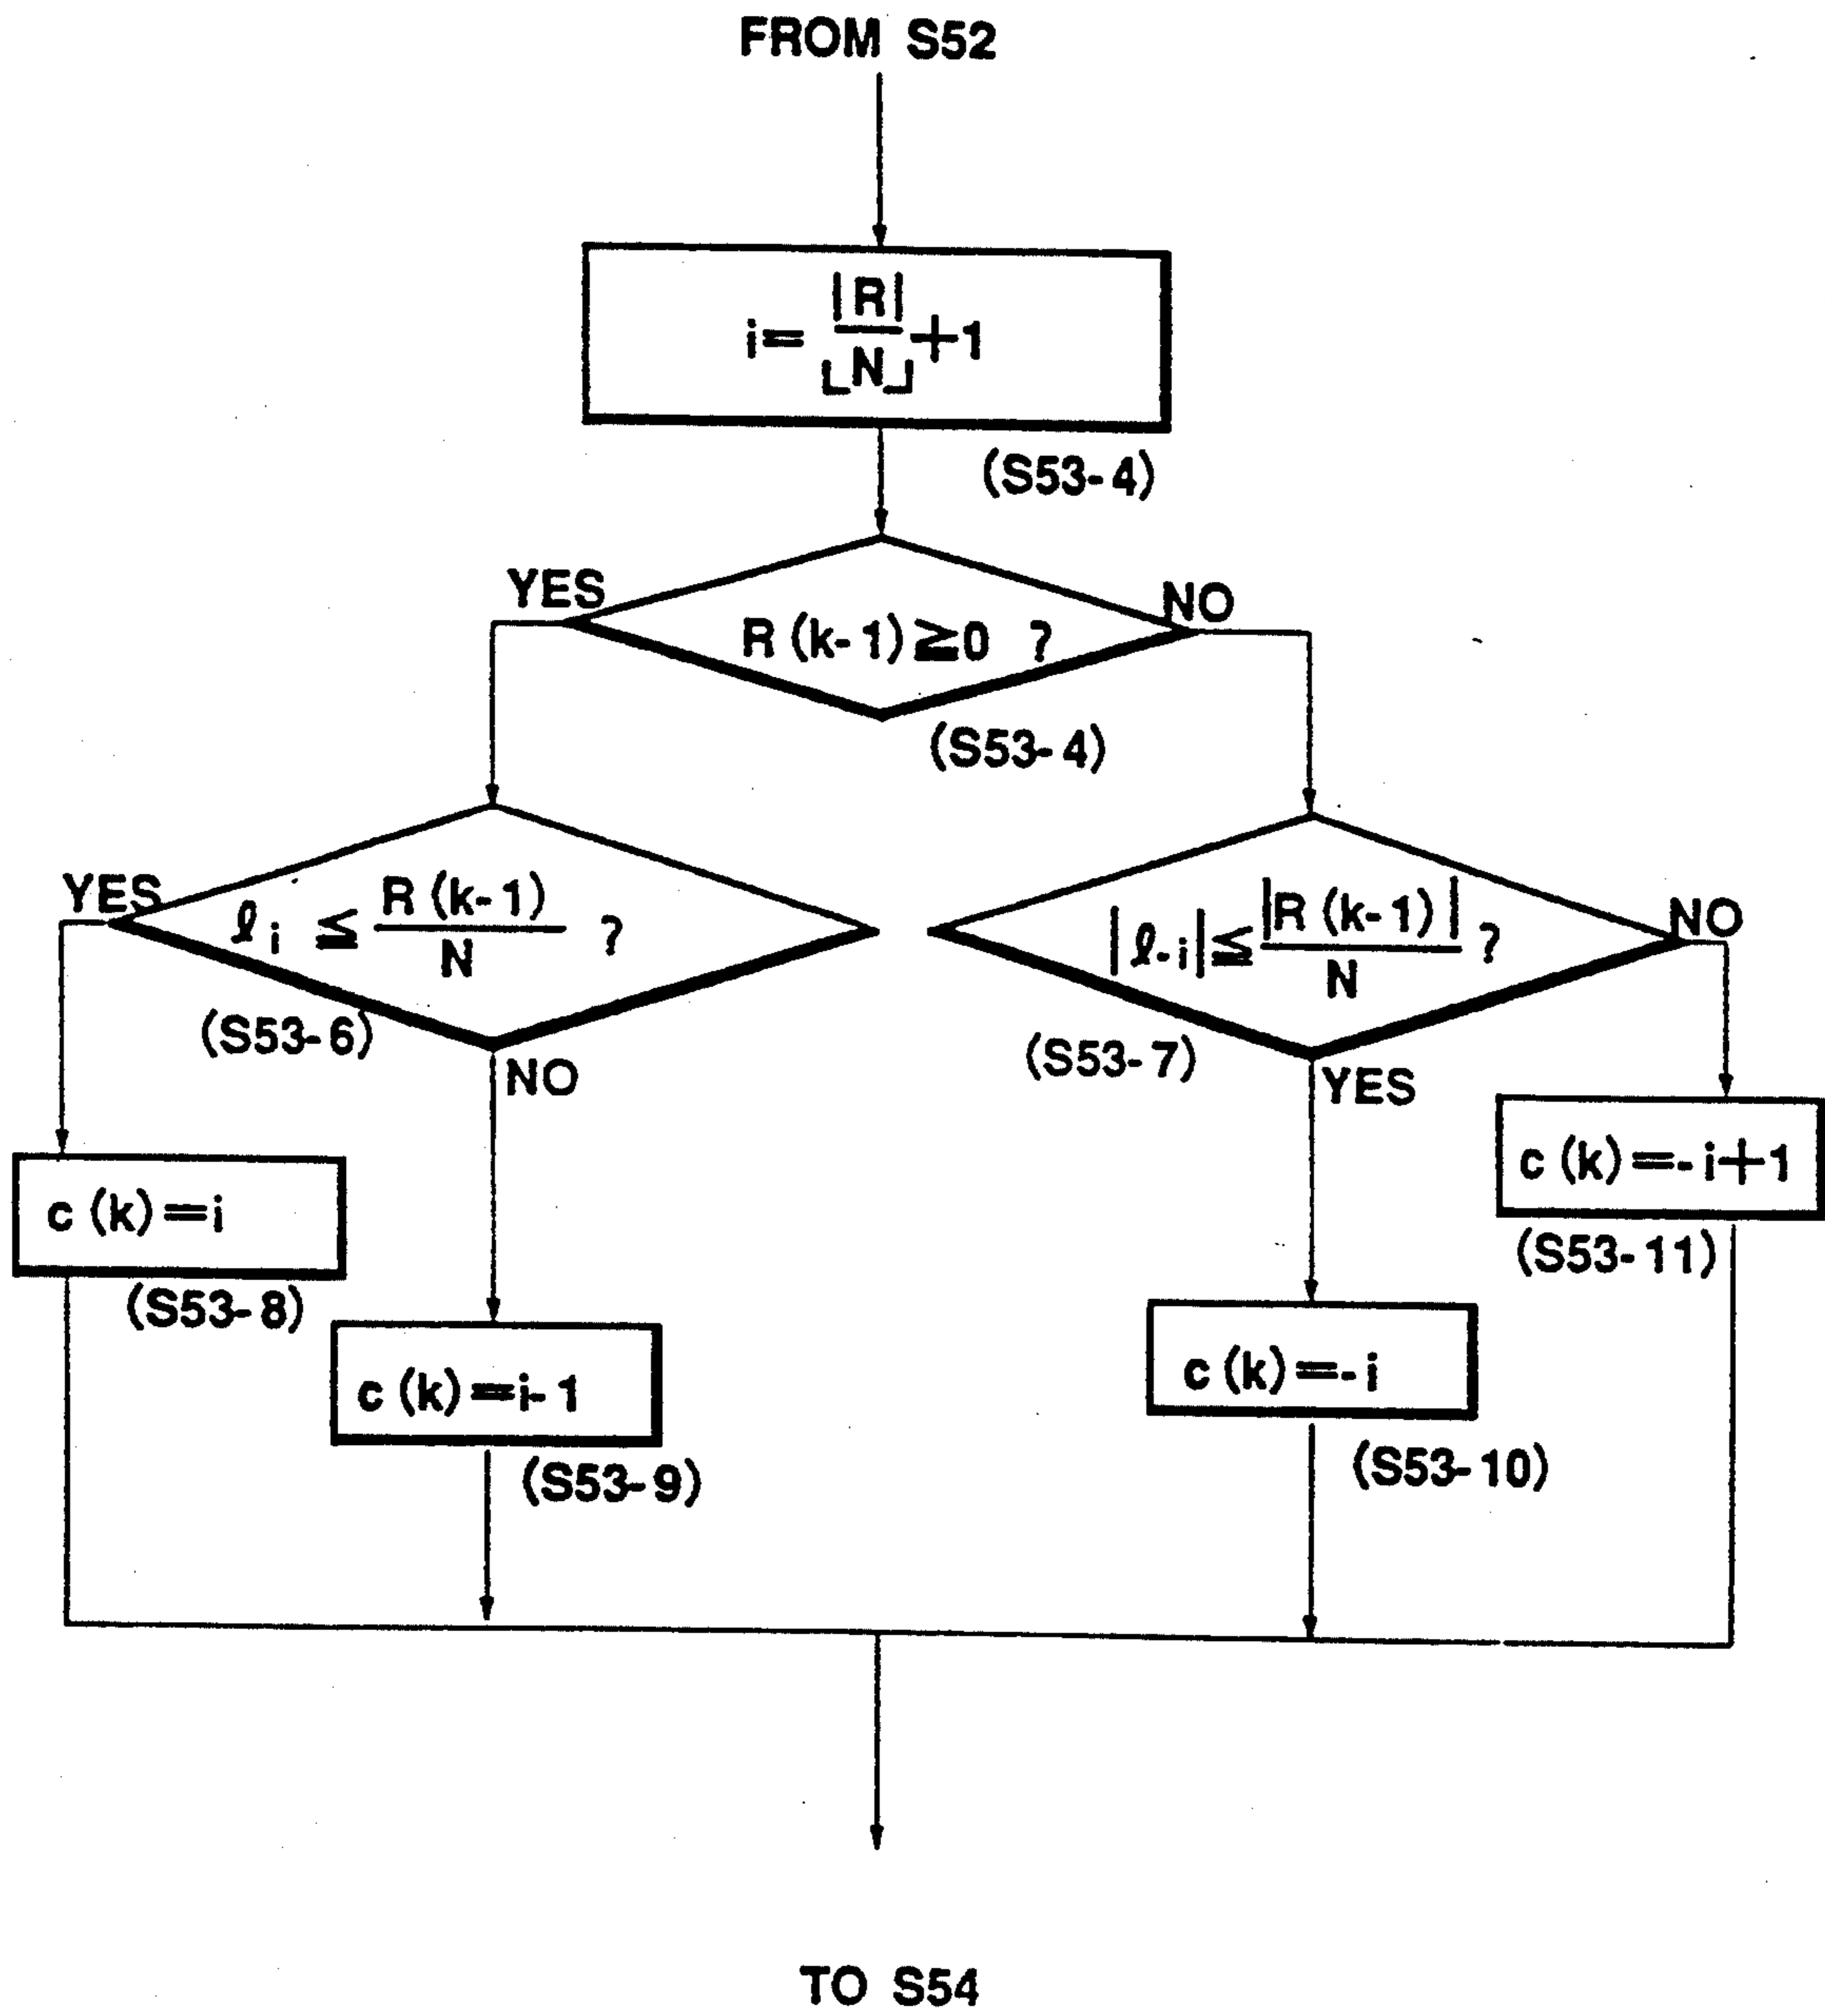 FROM S52
|R|
i= ⌊N⌋ +1
(S53-4)
YES
NO
R(k-1)≧0 ?
(S53-4)
YES
ℓi ≦ R(k-1)/N ?
(S53-6)
NO
|ℓ-i|≦ |R(k-1)|/N ?
NO
(S53-7)
YES
c(k)=i
(S53-8)
c(k)=i-1
(S53-9)
c(k)=-i
(S53-10)
c(k)=-i+1
(S53-11)
TO S54